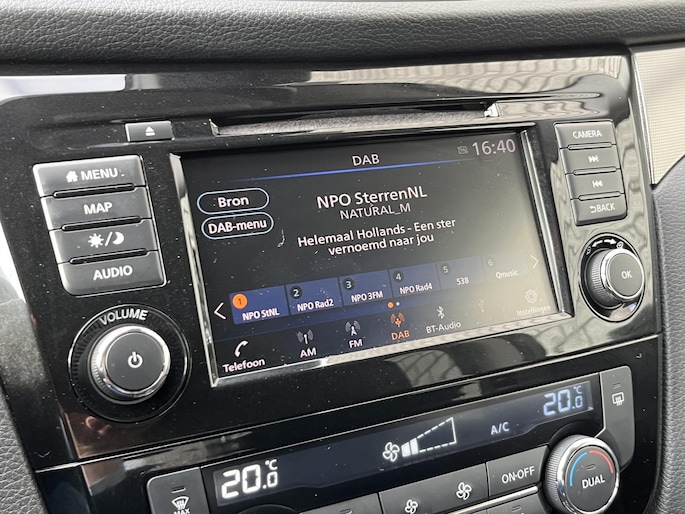 CAMERA
MENU
MAP
AUDIO
VOLUME
DAB
16:40
Bron
DAB-menu
NPO SterrenNL
NATURAL_M
Helemaal Hollands - Een ster
vernoemd naar jou
1 2 3 4 5 6
NPO StNL NPO Rad2 NPO 3FM NPO Rad4 538 Qmusic
Telefoon AM FM DAB BT-Audio Instellingen
BACK
OK
20.0 °C
A/C
20.0 °C
MAX
ON·OFF
DUAL